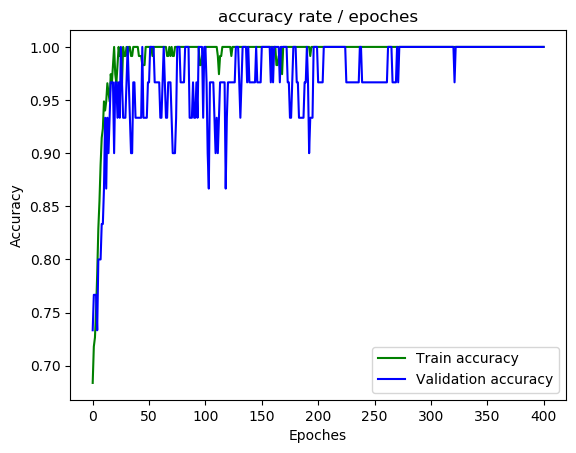 accuracy rate / epoches
1.00
0.95
0.90
0.85
0.80
0.75
0.70
Accuracy
Train accuracy
Validation accuracy
0 50 100 150 200 250 300 350 400
Epoches